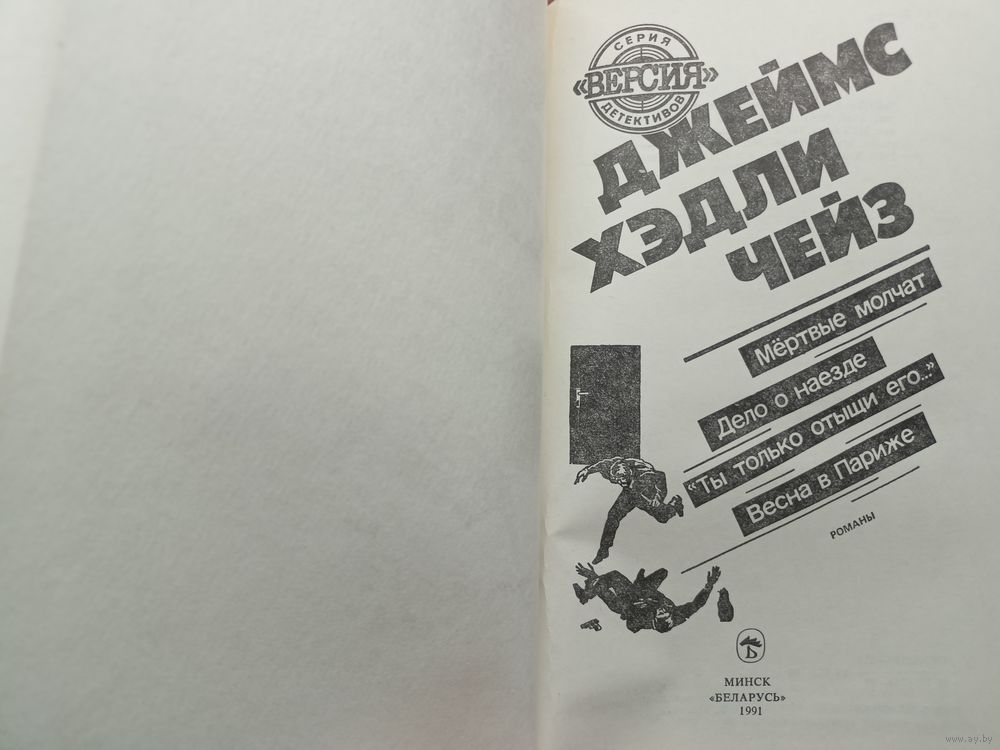 СЕРИЯ
«ВЕРСИЯ»
ДЕТЕКТИВОВ
ДЖЕЙМС
ХЭДЛИ
ЧЕЙЗ
Мёртвые молчат
Дело о наезде
“Ты только отыщи его...”
Весна в Париже
РОМАНЫ
Б
МИНСК
«БЕЛАРУСЬ»
1991
www.ay.by